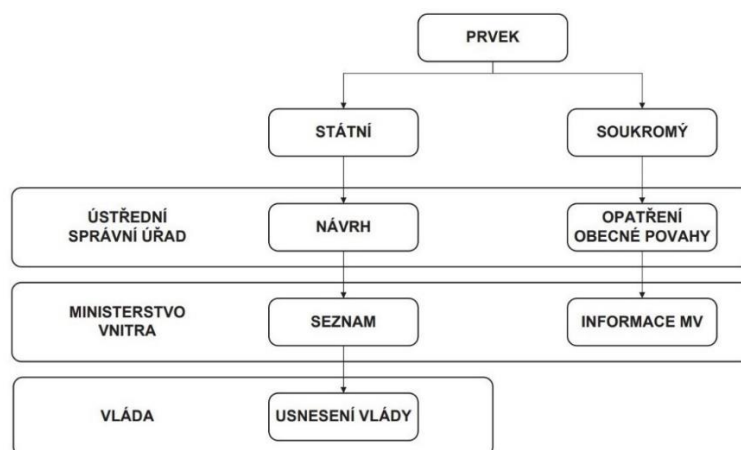 PRVEK
STÁTNÍ
SOUKROMÝ
ÚSTŘEDNÍ
SPRÁVNÍ ÚŘAD
NÁVRH
OPATŘENÍ
OBECNÉ POVAHY
MINISTERSTVO
VNITRA
SEZNAM
INFORMACE MV
VLÁDA
USNESENÍ VLÁDY